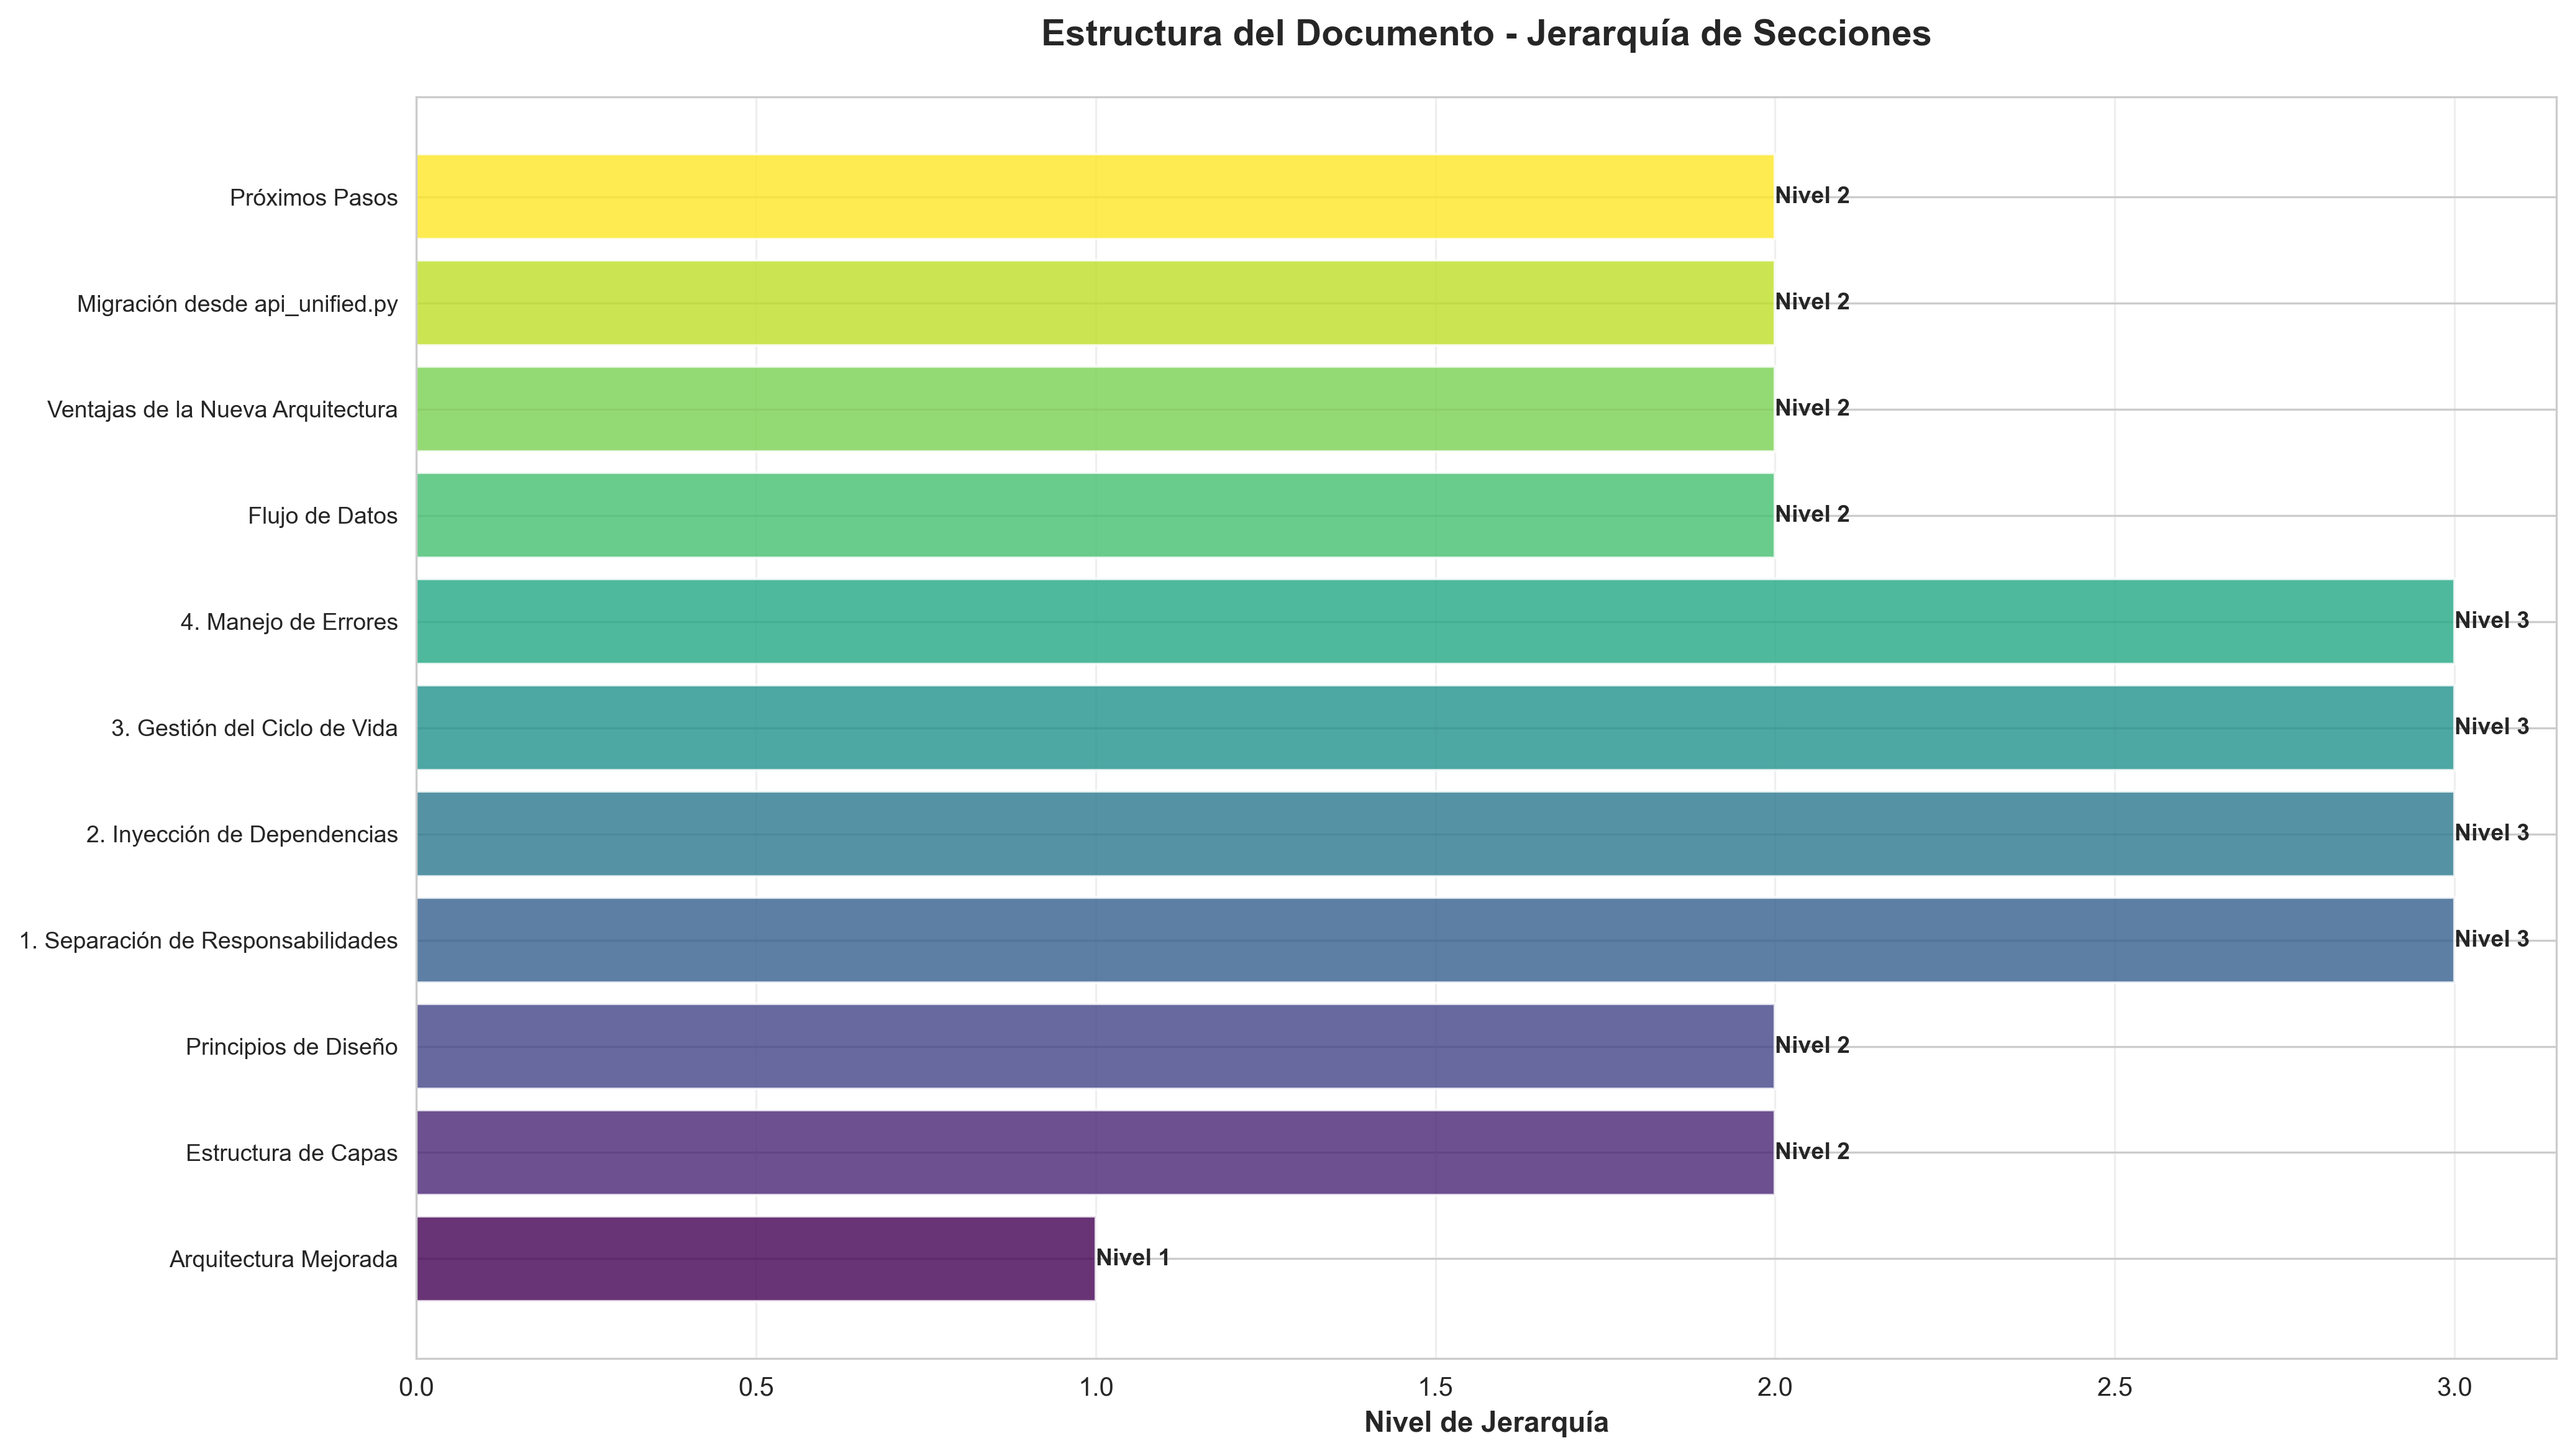 Estructura del Documento - Jerarquía de Secciones
Próximos Pasos
Nivel 2
Migración desde api_unified.py
Nivel 2
Ventajas de la Nueva Arquitectura
Nivel 2
Flujo de Datos
Nivel 2
4. Manejo de Errores
Nivel 3
3. Gestión del Ciclo de Vida
Nivel 3
2. Inyección de Dependencias
Nivel 3
1. Separación de Responsabilidades
Nivel 3
Principios de Diseño
Nivel 2
Estructura de Capas
Nivel 2
Arquitectura Mejorada
Nivel 1
0.0 0.5 1.0 1.5 2.0 2.5 3.0
Nivel de Jerarquía